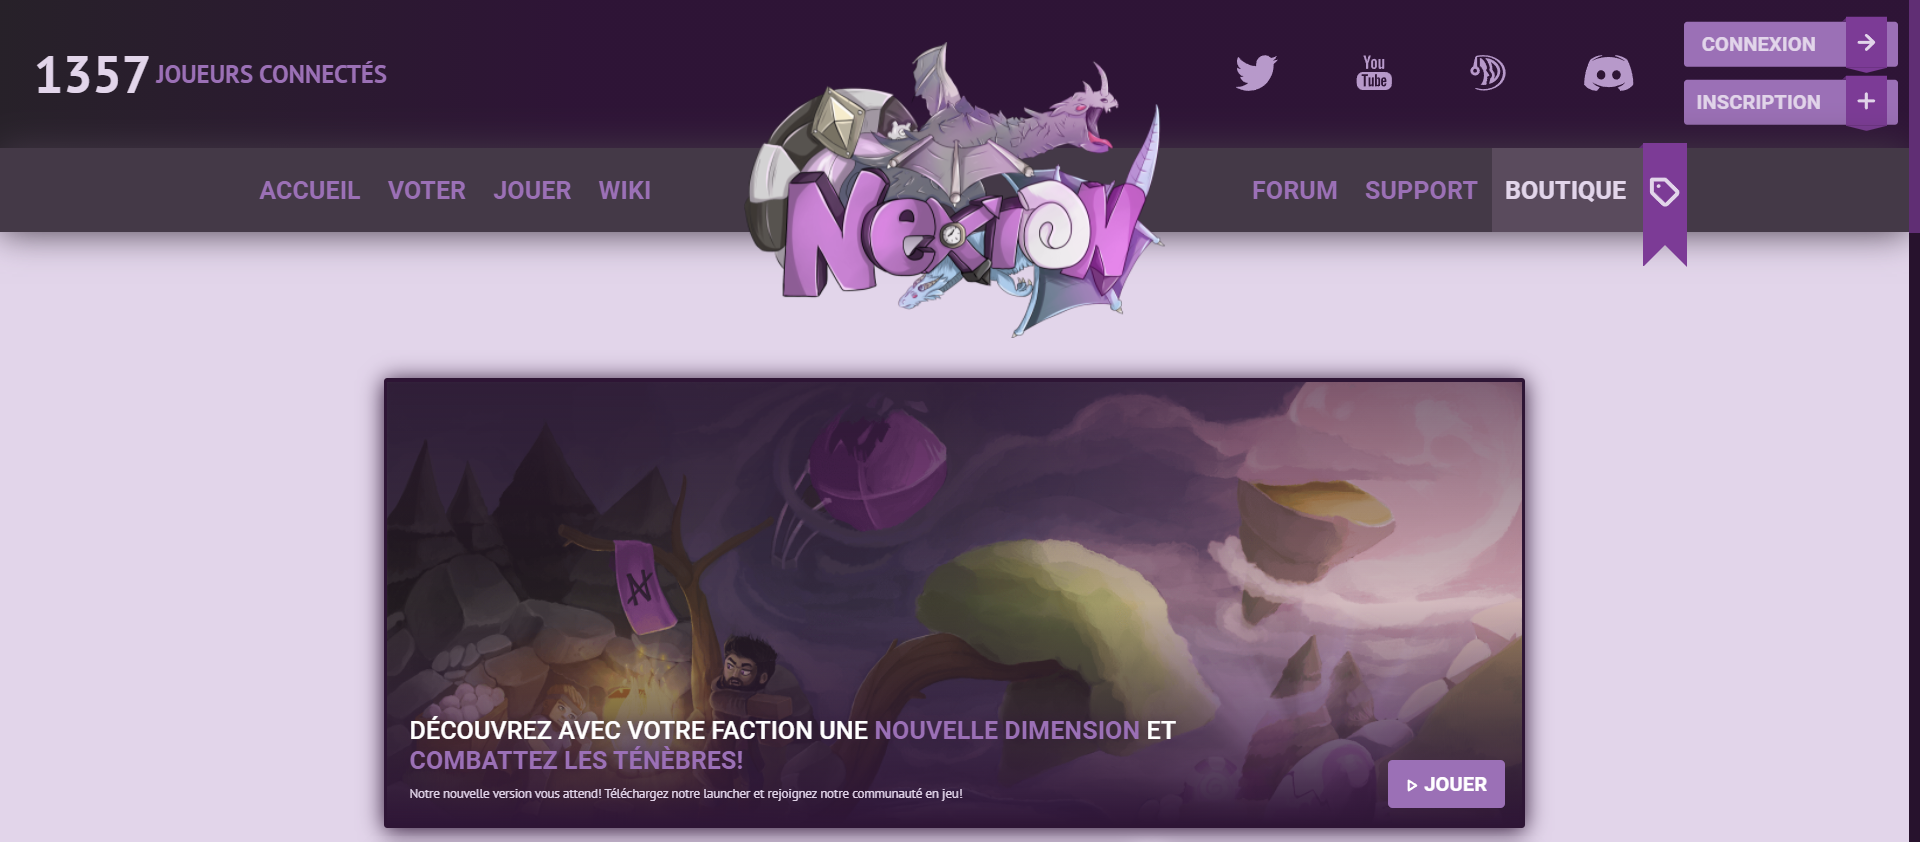 1357 JOUEURS CONNECTÉS
You
Tube
CONNEXION
INSCRIPTION
ACCUEIL VOTER JOUER WIKI
NEXION
FORUM SUPPORT BOUTIQUE
N
DÉCOUVREZ AVEC VOTRE FACTION UNE NOUVELLE DIMENSION ET
COMBATTEZ LES TÉNÈBRES!
Notre nouvelle version vous attend! Téléchargez notre launcher et rejoignez notre communauté en jeu!
JOUER